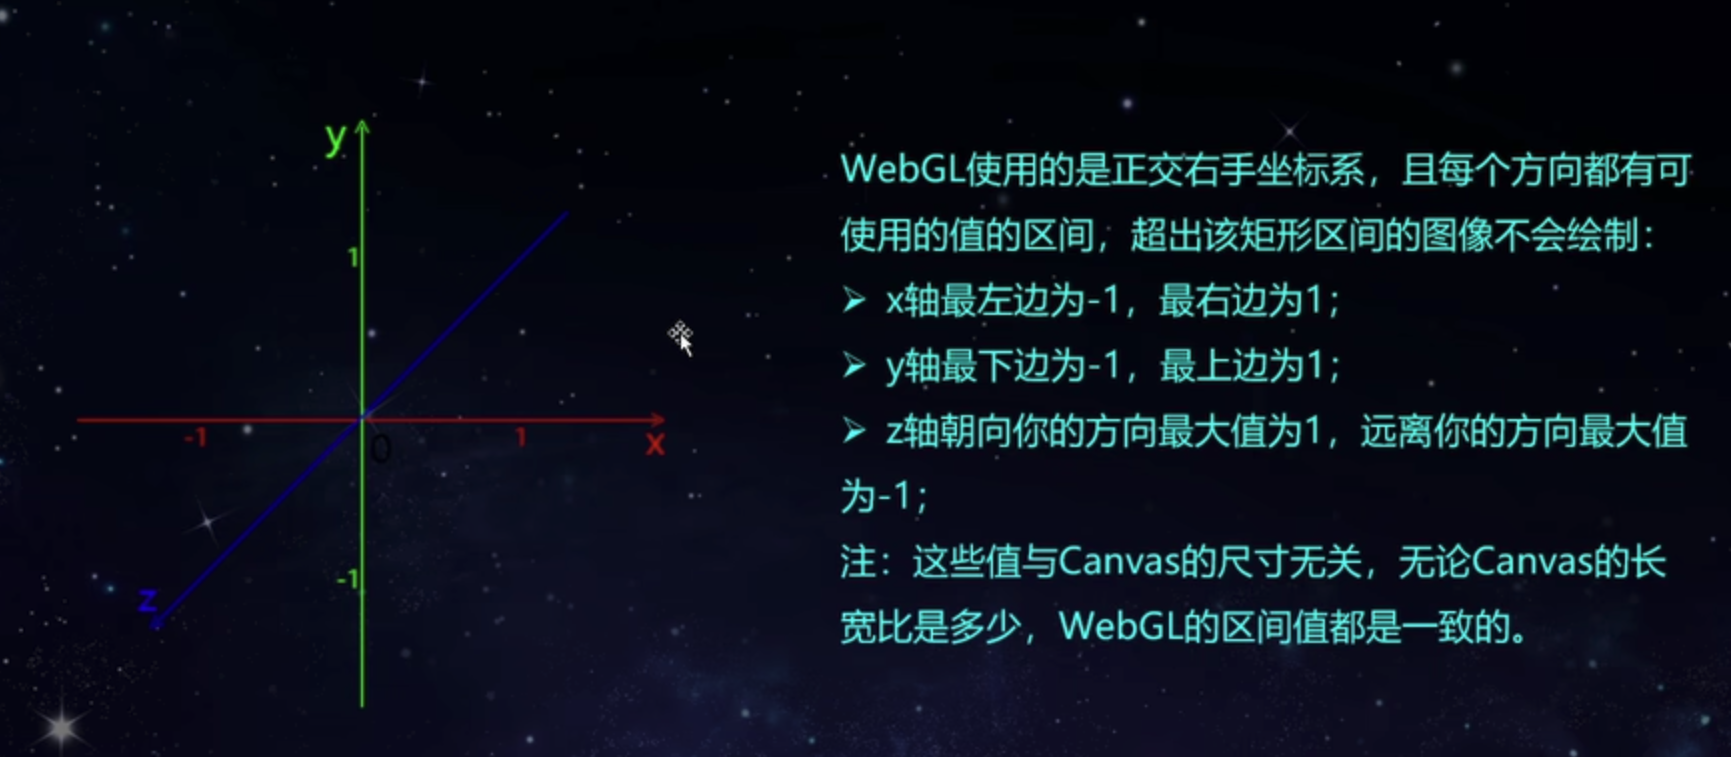 y
1
-1
0
1
x
-1
z
WebGL使用的是正交右手坐标系，且每个方向都有可
使用的值的区间，超出该矩形区间的图像不会绘制：
➢ x轴最左边为-1，最右边为1；
➢ y轴最下边为-1，最上边为1；
➢ z轴朝向你的方向最大值为1，远离你的方向最大值
为-1；
注：这些值与Canvas的尺寸无关，无论Canvas的长
宽比是多少，WebGL的区间值都是一致的。